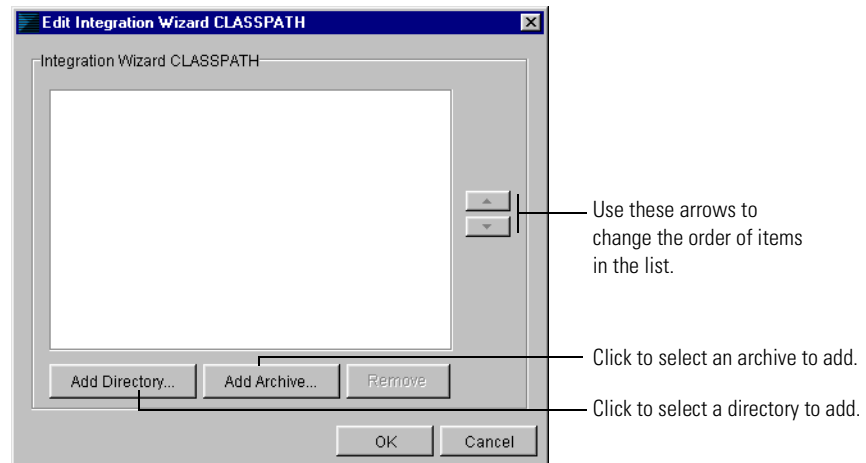 Edit Integration Wizard CLASSPATH
Integration Wizard CLASSPATH
Use these arrows to
change the order of items
in the list.
Click to select an archive to add.
Add Directory... Add Archive... Remove
Click to select a directory to add.
OK Cancel